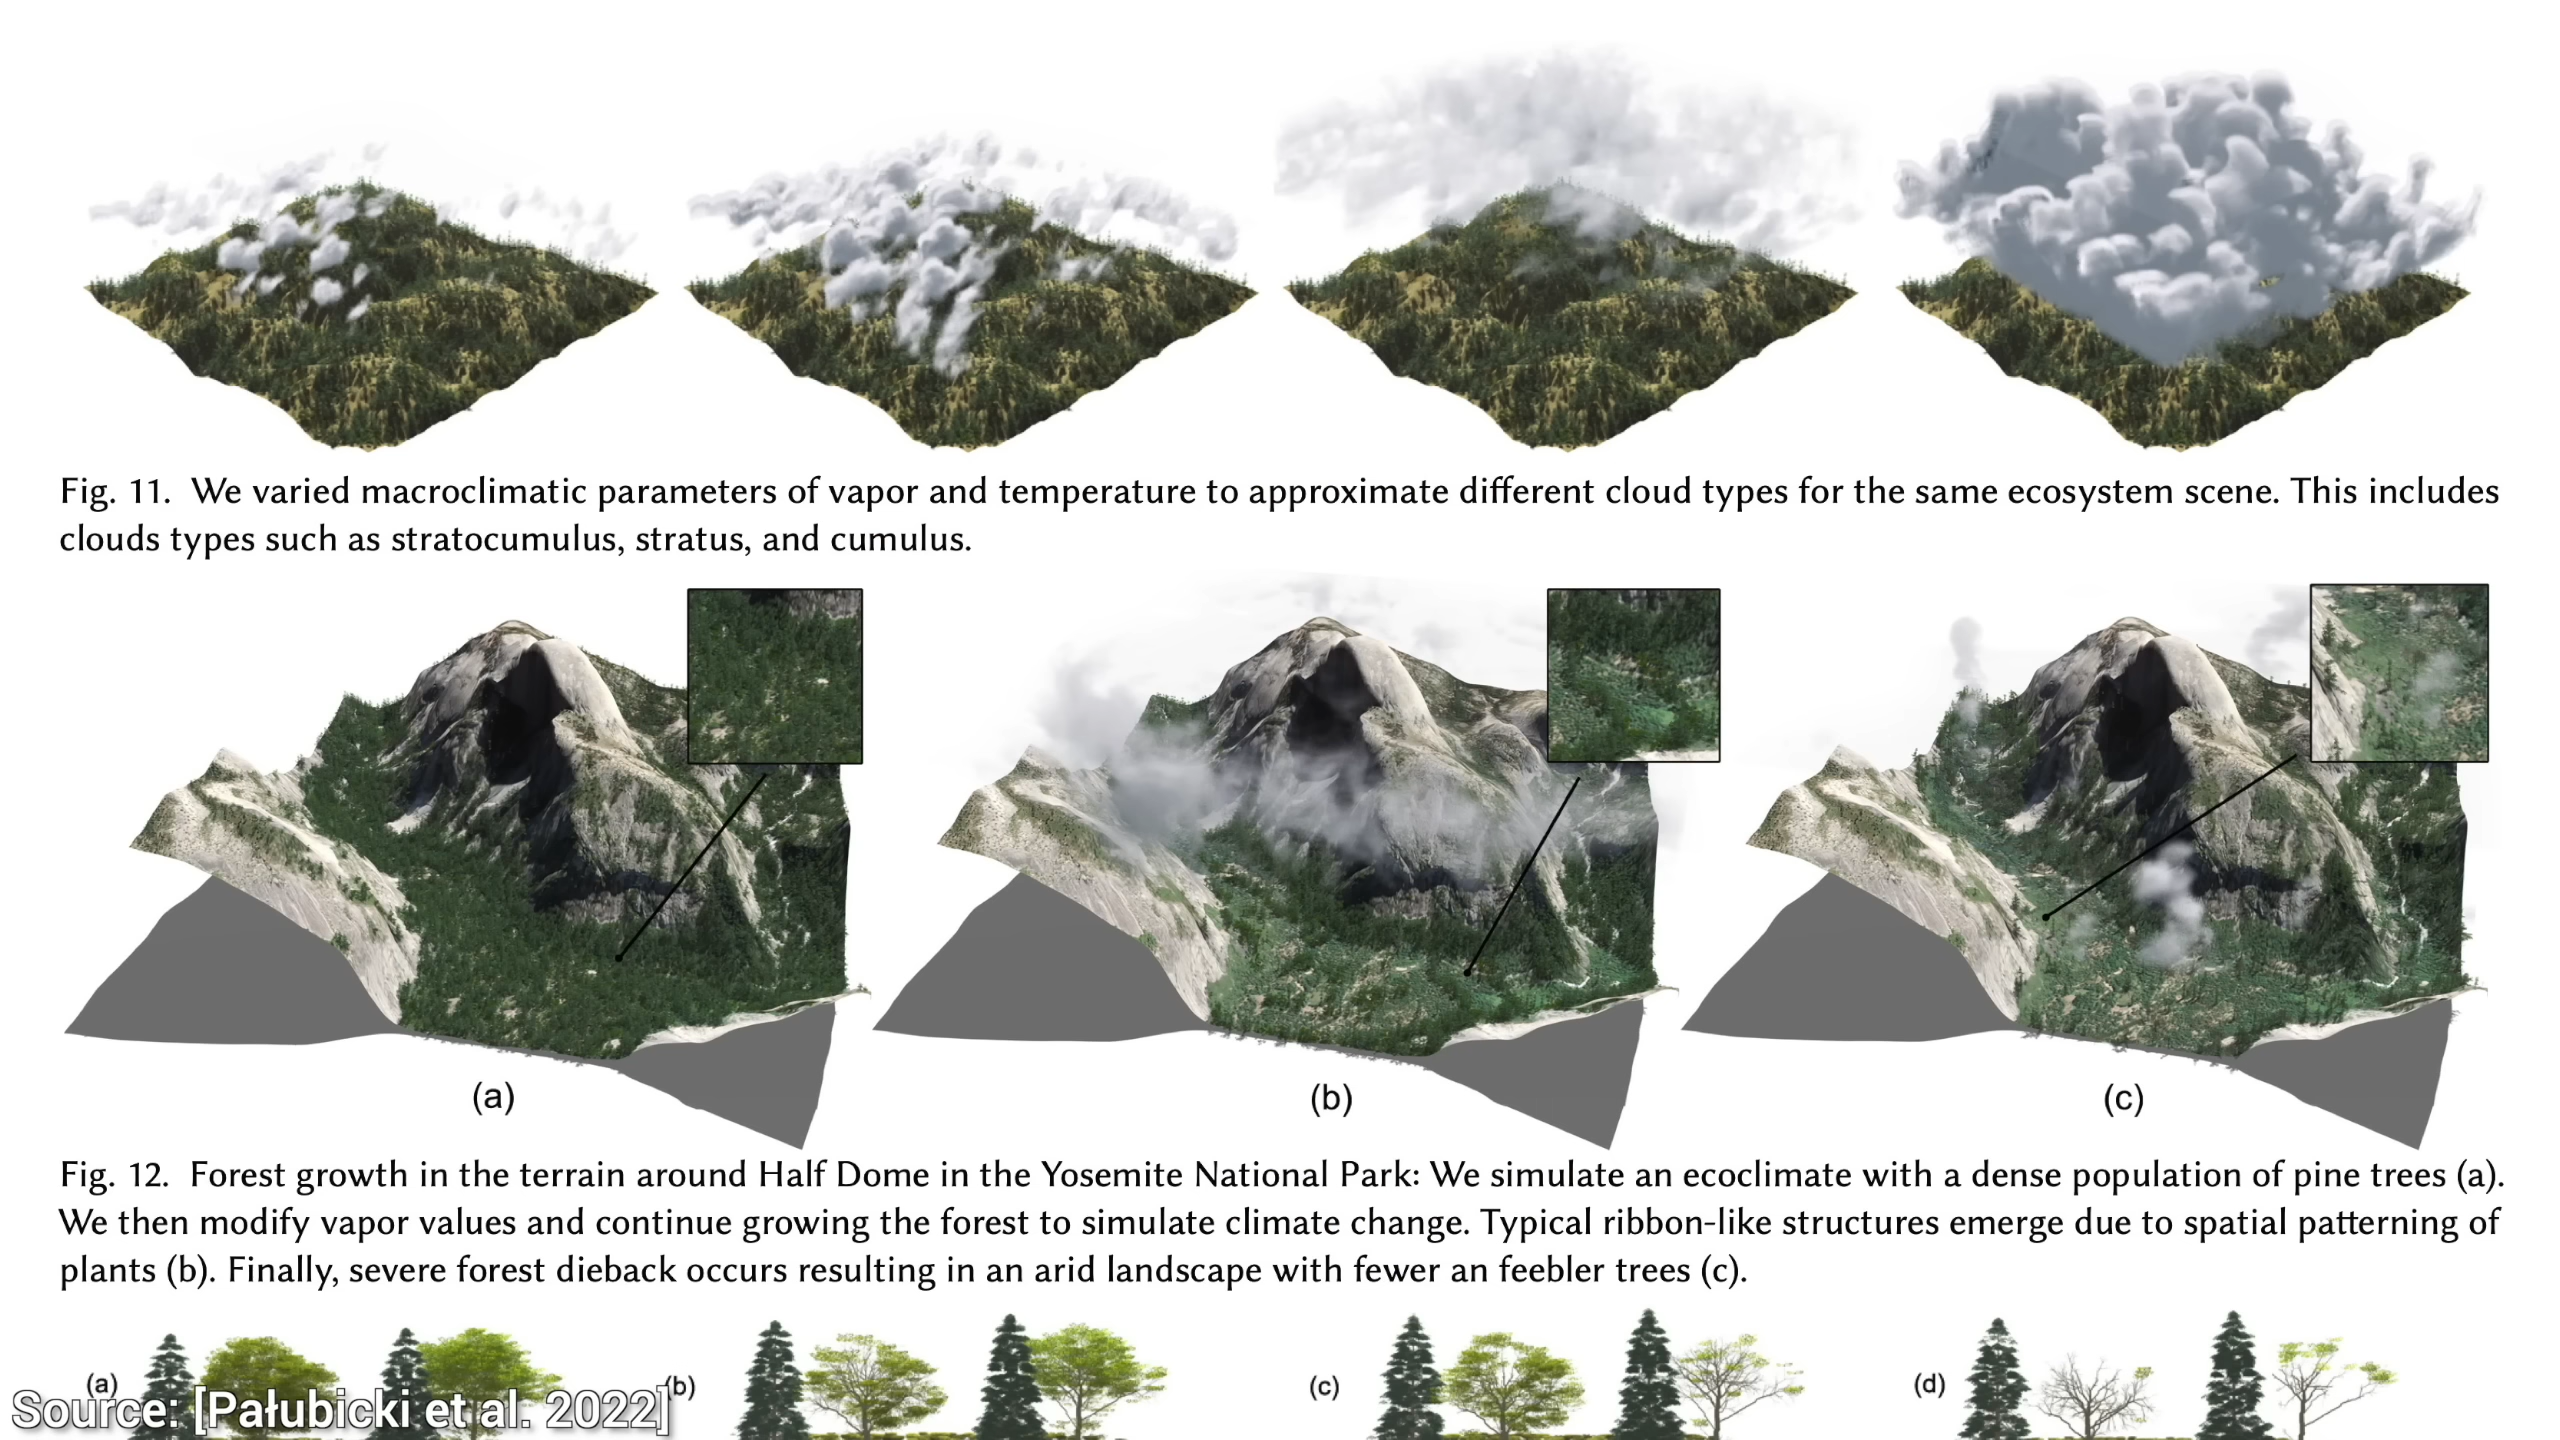 Fig. 11. We varied macroclimatic parameters of vapor and temperature to approximate different cloud types for the same ecosystem scene. This includes
clouds types such as stratocumulus, stratus, and cumulus.
(a)
(b)
(c)
Fig. 12. Forest growth in the terrain around Half Dome in the Yosemite National Park: We simulate an ecoclimate with a dense population of pine trees (a).
We then modify vapor values and continue growing the forest to simulate climate change. Typical ribbon-like structures emerge due to spatial patterning of
plants (b). Finally, severe forest dieback occurs resulting in an arid landscape with fewer an feebler trees (c).
(a)
(b)
(c)
(d)
Source: [Pałubicki et al. 2022]